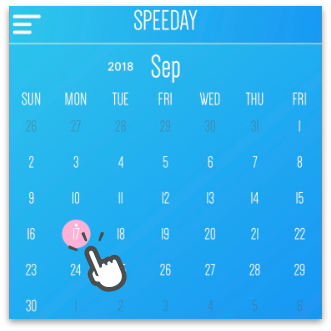 SPEEDAY
2018 Sep
SUN MON TUE FRI WED THU FRI
26 27 28 29 30 31 1
2 3 4 5 6 7 8
9 10 11 12 13 14 15
16 17 18 19 20 21 22
23 24 26 27 28 29
30 1 2 3 4 5 6